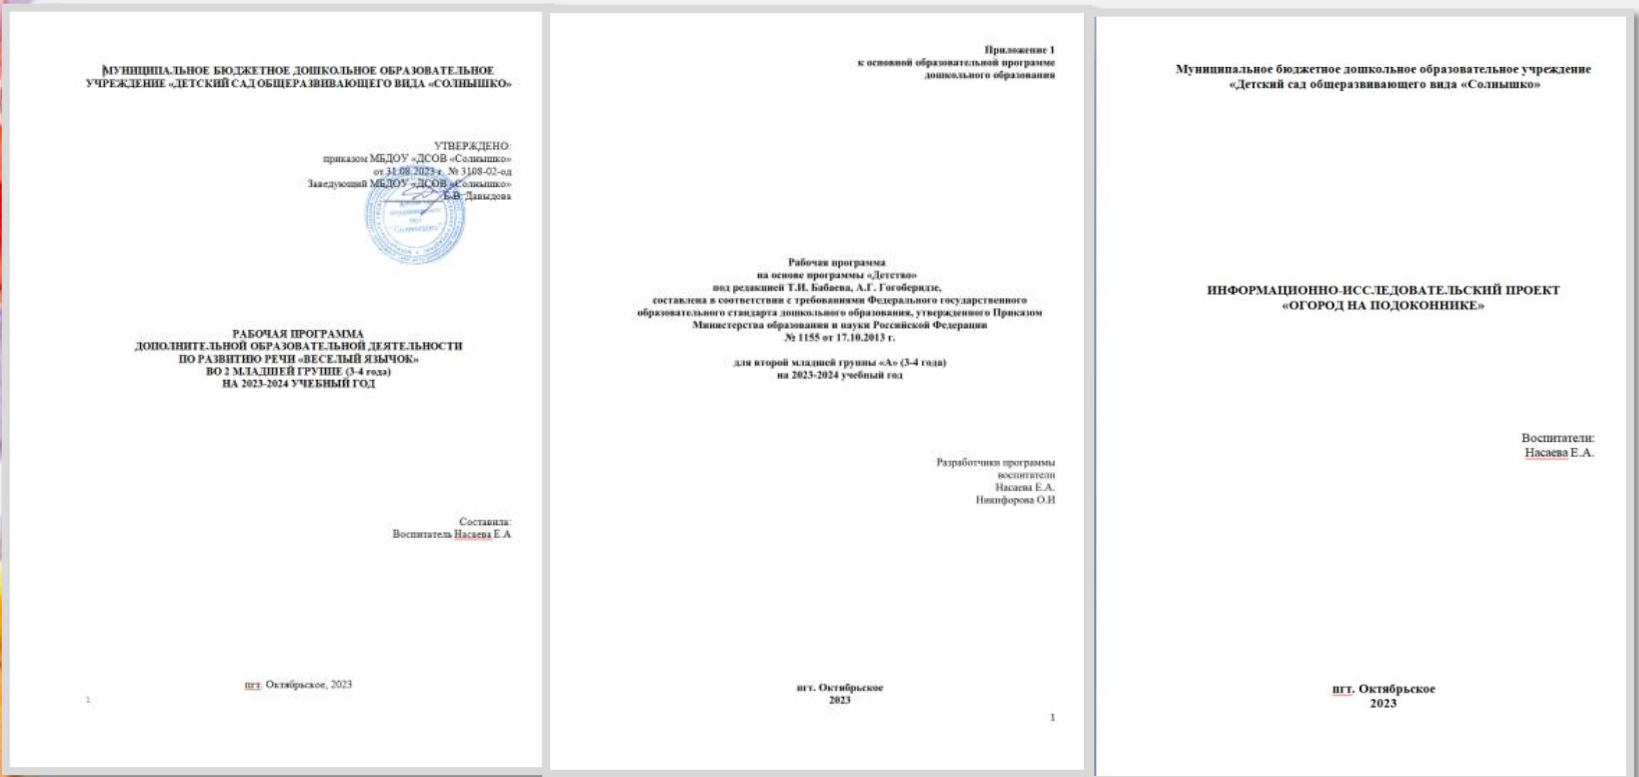 МУНИЦИПАЛЬНОЕ БЮДЖЕТНОЕ ДОШКОЛЬНОЕ ОБРАЗОВАТЕЛЬНОЕ
УЧРЕЖДЕНИЕ «ДЕТСКИЙ САД ОБЩЕРАЗВИВАЮЩЕГО ВИДА «СОЛНЫШКО»
УТВЕРЖДЕНО:
приказом МБДОУ «ДСОВ «Солнышко»
от 31.08.2023 г. № 3108-02-од
Заведующий МБДОУ «ДСОВ «Солнышко»
Е.В. Давыдова
РАБОЧАЯ ПРОГРАММА
ДОПОЛНИТЕЛЬНОЙ ОБРАЗОВАТЕЛЬНОЙ ДЕЯТЕЛЬНОСТИ
ПО РАЗВИТИЮ РЕЧИ «ВЕСЕЛЫЙ ЯЗЫЧОК»
ВО 2 МЛАДШЕЙ ГРУППЕ (3-4 года)
НА 2023-2024 УЧЕБНЫЙ ГОД
Составила:
Воспитатель Насаева Е.А
пгт. Октябрьское, 2023
1
Приложение 1
к основной образовательной программе
дошкольного образования
Рабочая программа
на основе программы «Детство»
под редакцией Т.И. Бабаева, А.Г. Гогоберидзе,
составлена в соответствии с требованиями Федерального государственного
образовательного стандарта дошкольного образования, утвержденного Приказом
Министерства образования и науки Российской Федерации
№ 1155 от 17.10.2013 г.
для второй младшей группы «А» (3-4 года)
на 2023-2024 учебный год
Разработчики программы
воспитатели
Насаева Е.А.
Никифорова О.И
пгт. Октябрьское
2023
1
Муниципальное бюджетное дошкольное образовательное учреждение
«Детский сад общеразвивающего вида «Солнышко»
ИНФОРМАЦИОННО-ИССЛЕДОВАТЕЛЬСКИЙ ПРОЕКТ
«ОГОРОД НА ПОДОКОННИКЕ»
Воспитатели:
Насаева Е.А.
пгт. Октябрьское
2023